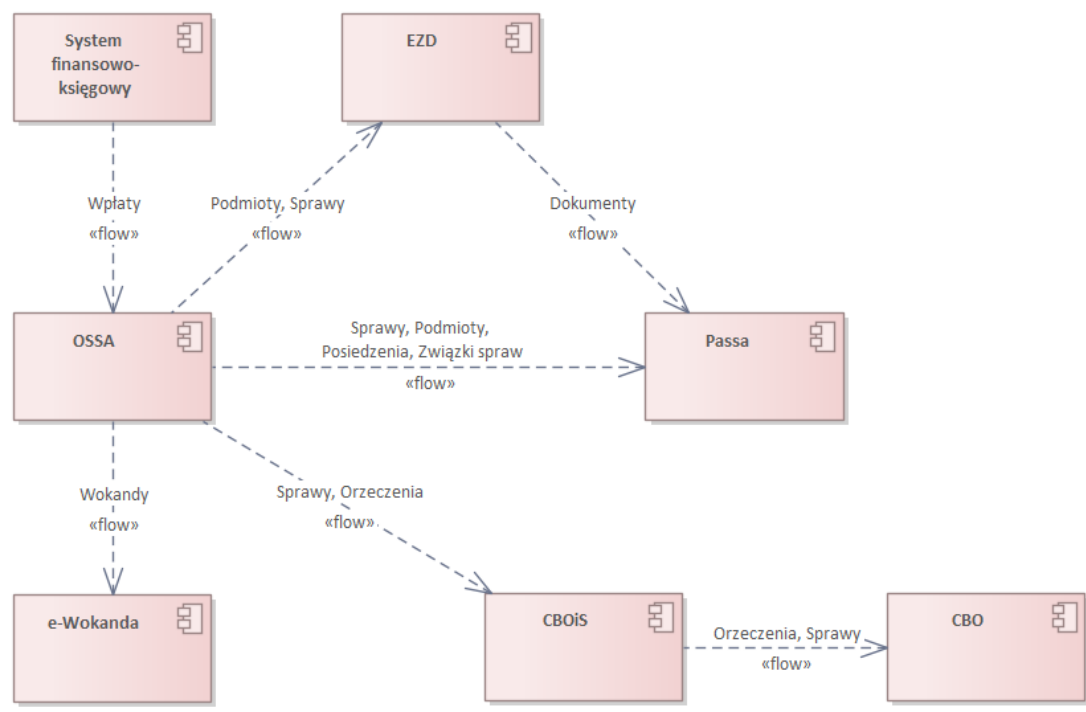 System
finansowo-
księgowy
EZD
Wpłaty
«flow»
Podmioty, Sprawy
«flow»
Dokumenty
«flow»
OSSA
Sprawy, Podmioty,
Posiedzenia, Związki spraw
«flow»
Passa
Wokandy
«flow»
Sprawy, Orzeczenia
«flow»
e-Wokanda
CBOiS
Orzeczenia, Sprawy
«flow»
CBO